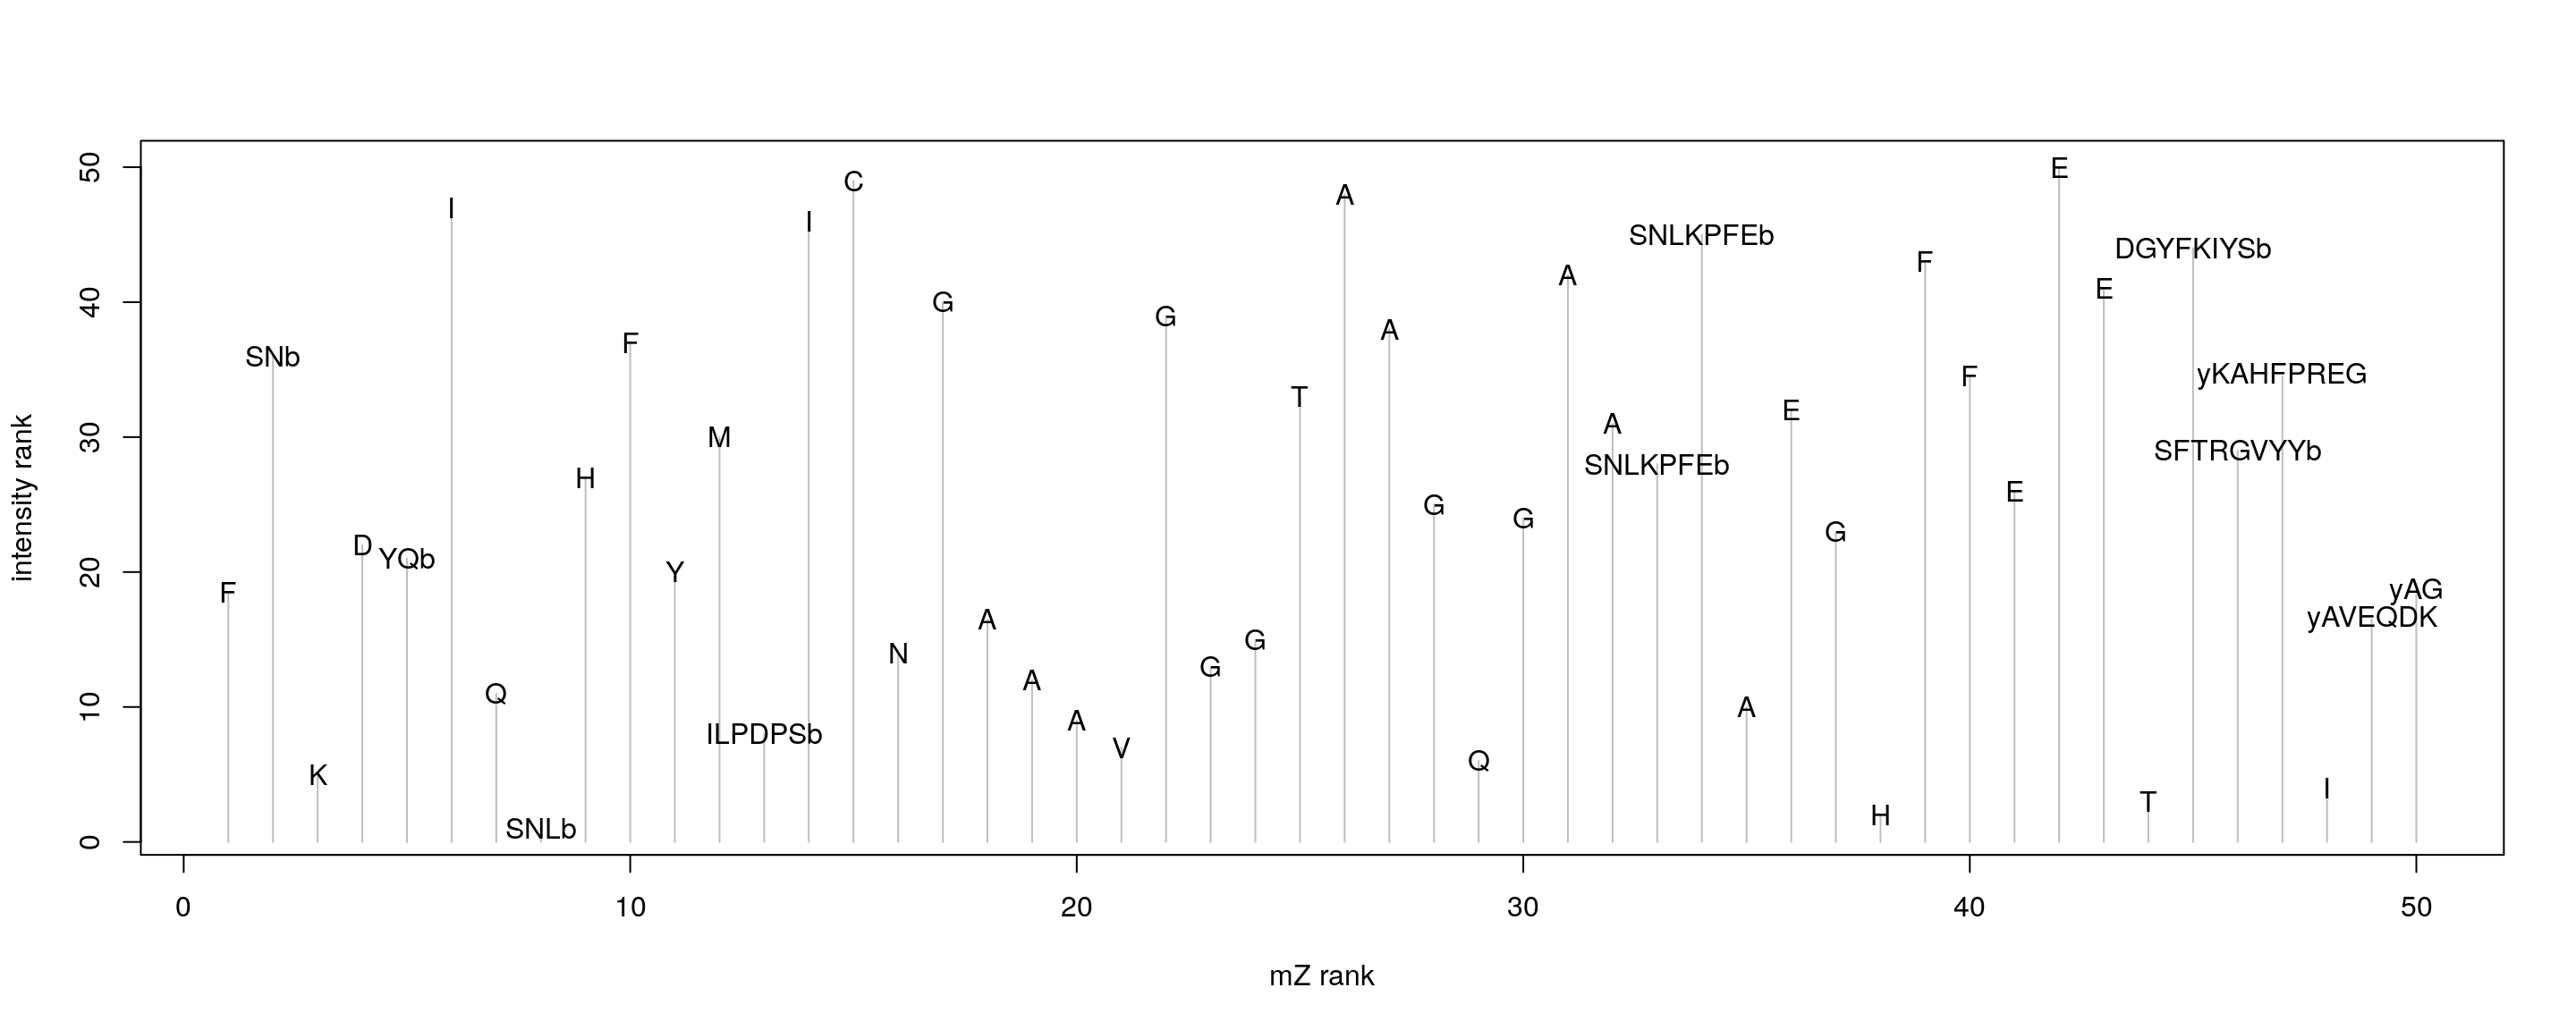 50
E
C
A
I
I
SNLKPFEb
DGYFKIYSb
F
A
E
40
G
G
A
F
SNb
yKAHFPREG
F
T
E
A
30
M
SFTRGVYYb
SNLKPFEb
H
E
G
G
G
D
YQb
20
Y
F
yAG
yAVEQDK
A
G
N
G
A
Q
10
A
A
ILPDPSb
V
Q
K
I
T
H
SNLb
0
intensity rank
0 10 20 30 40 50
mZ rank